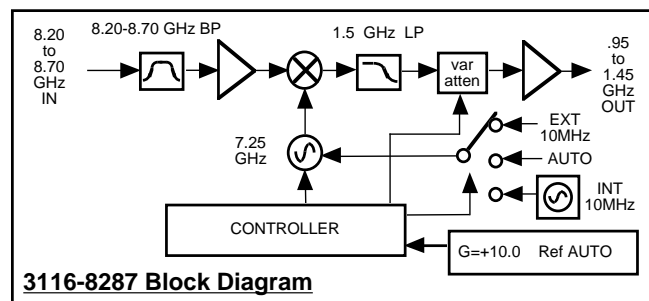 8.20
to
8.70
GHz
IN
8.20-8.70 GHz BP
1.5 GHz LP
var
atten
.95
to
1.45
GHz
OUT
7.25
GHz
EXT
10MHz
AUTO
INT
10MHz
CONTROLLER
G=+10.0 Ref AUTO
3116-8287 Block Diagram